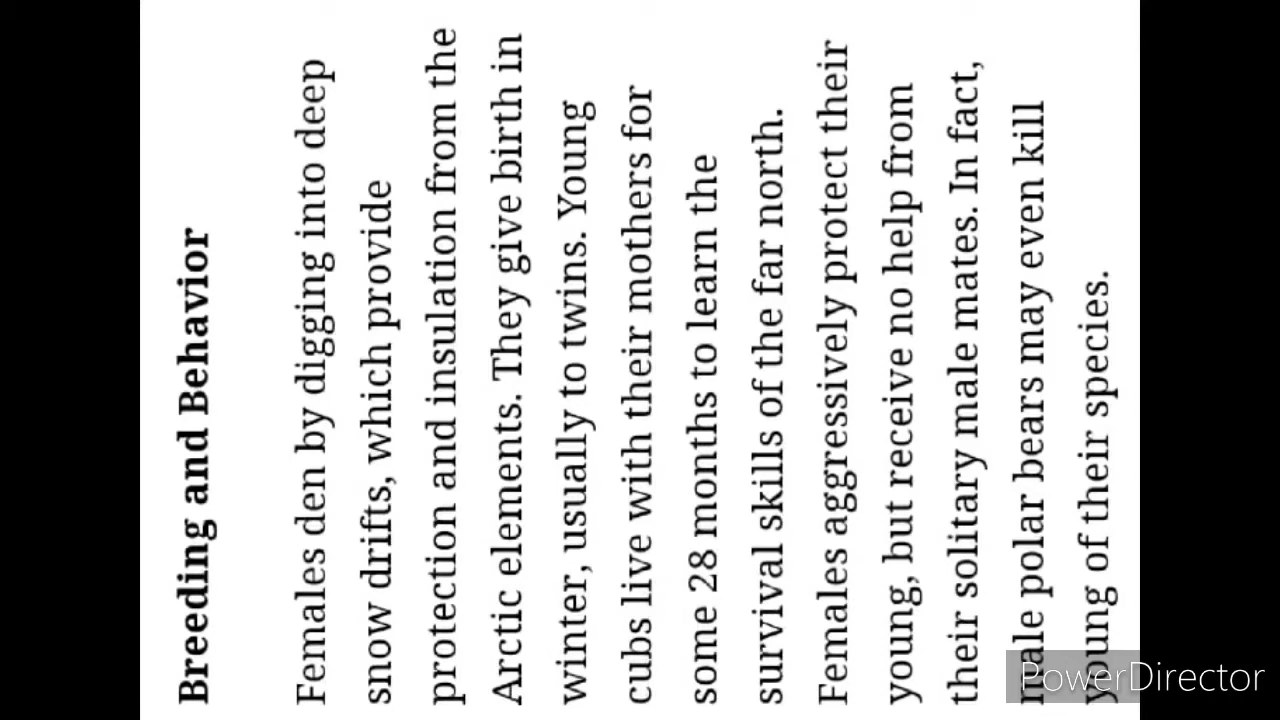 Breeding and Behavior
Females den by digging into deep
snow drifts, which provide
protection and insulation from the
Arctic elements. They give birth in
winter, usually to twins. Young
cubs live with their mothers for
some 28 months to learn the
survival skills of the far north.
Females aggressively protect their
young, but receive no help from
their solitary male mates. In fact,
male polar bears may even kill
young of their species.
PowerDirector